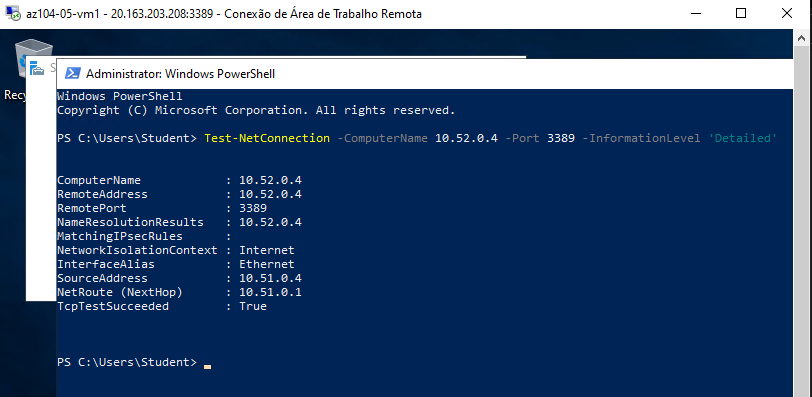 az104-05-vm1 - 20.163.203.208:3389 - Conexão de Área de Trabalho Remota
Administrator: Windows PowerShell
Windows PowerShell
Copyright (C) Microsoft Corporation. All rights reserved.
PS C:\Users\Student> Test-NetConnection -ComputerName 10.52.0.4 -Port 3389 -InformationLevel 'Detailed'
ComputerName            : 10.52.0.4
RemoteAddress           : 10.52.0.4
RemotePort              : 3389
NameResolutionResults   : 10.52.0.4
MatchingIPsecRules      :
NetworkIsolationContext : Internet
InterfaceAlias          : Ethernet
SourceAddress           : 10.51.0.4
NetRoute (NextHop)      : 10.51.0.1
TcpTestSucceeded        : True
PS C:\Users\Student>